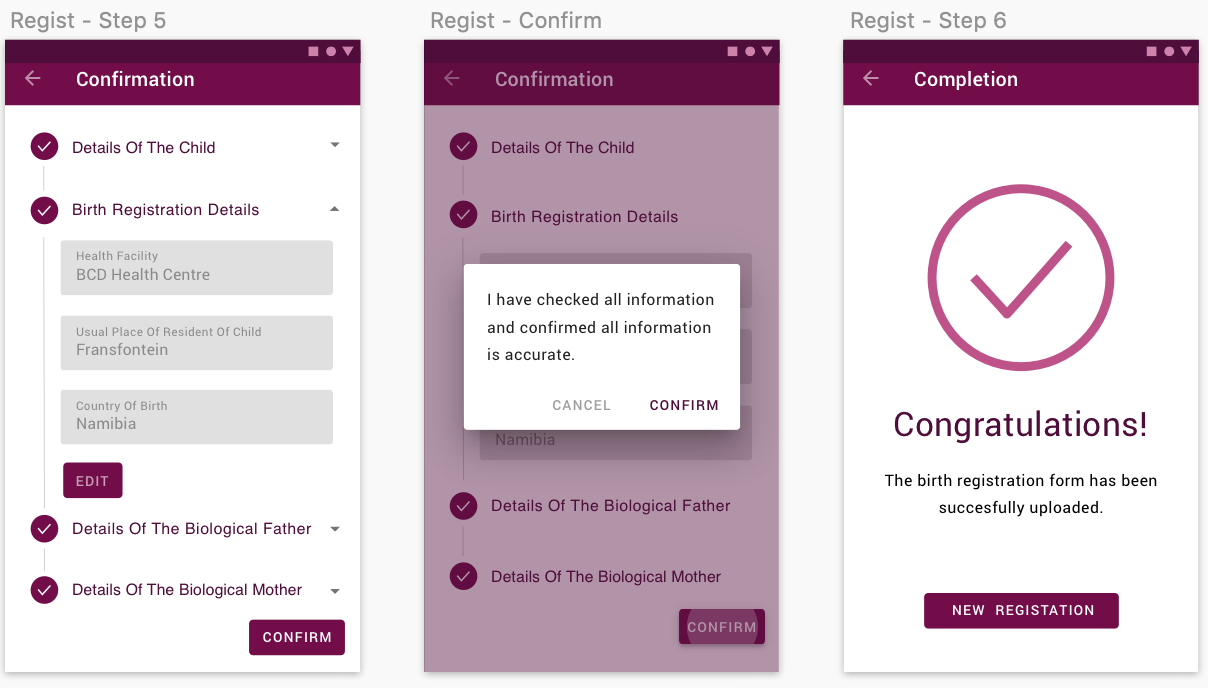 Regist - Step 5
Confirmation
Details Of The Child
Birth Registration Details
Health Facility
BCD Health Centre
Usual Place Of Resident Of Child
Fransfontein
Country Of Birth
Namibia
EDIT
Details Of The Biological Father
Details Of The Biological Mother
CONFIRM
Regist - Confirm
Confirmation
Details Of The Child
Birth Registration Details
I have checked all information
and confirmed all information
is accurate.
CANCEL CONFIRM
Namibia
Details Of The Biological Father
Details Of The Biological Mother
CONFIRM
Regist - Step 6
Completion
Congratulations!
The birth registration form has been
succesfully uploaded.
NEW REGISTATION